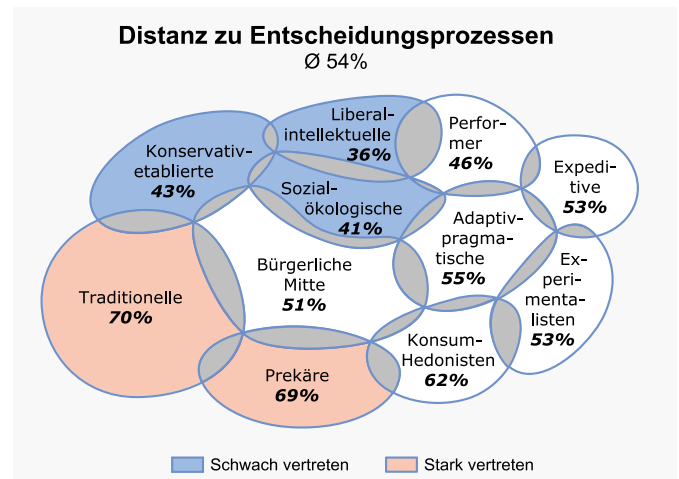 Distanz zu Entscheidungsprozessen
Ø 54%
Liberal-
intellektuelle
36%
Perfor-
mer
46%
Konservativ-
etablierte
43%
Expedi-
tive
53%
Sozial-
ökologische
41%
Adaptiv-
pragma-
tische
55%
Bürgerliche
Mitte
51%
Traditionelle
70%
Ex-
peri-
menta-
listen
53%
Konsum-
Hedonisten
62%
Prekäre
69%
Schwach vertreten
Stark vertreten